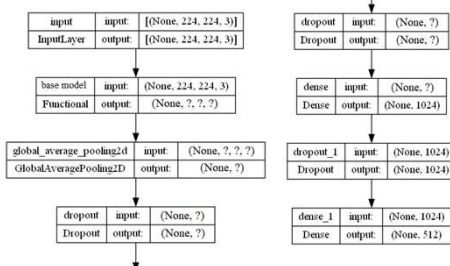 input input: [(None, 224, 224, 3)]
InputLayer output: [(None, 224, 224, 3)]
base model input: (None, 224, 224, 3)
Functional output: (None, ?, ?, ?)
global_average_pooling2d input: (None, ?, ?, ?)
GlobalAveragePooling2D output: (None, ?)
dropout input: (None, ?)
Dropout output: (None, ?)
dropout input: (None, ?)
Dropout output: (None, ?)
dense input: (None, ?)
Dense output: (None, 1024)
dropout_1 input: (None, 1024)
Dropout output: (None, 1024)
dense_1 input: (None, 1024)
Dense output: (None, 512)